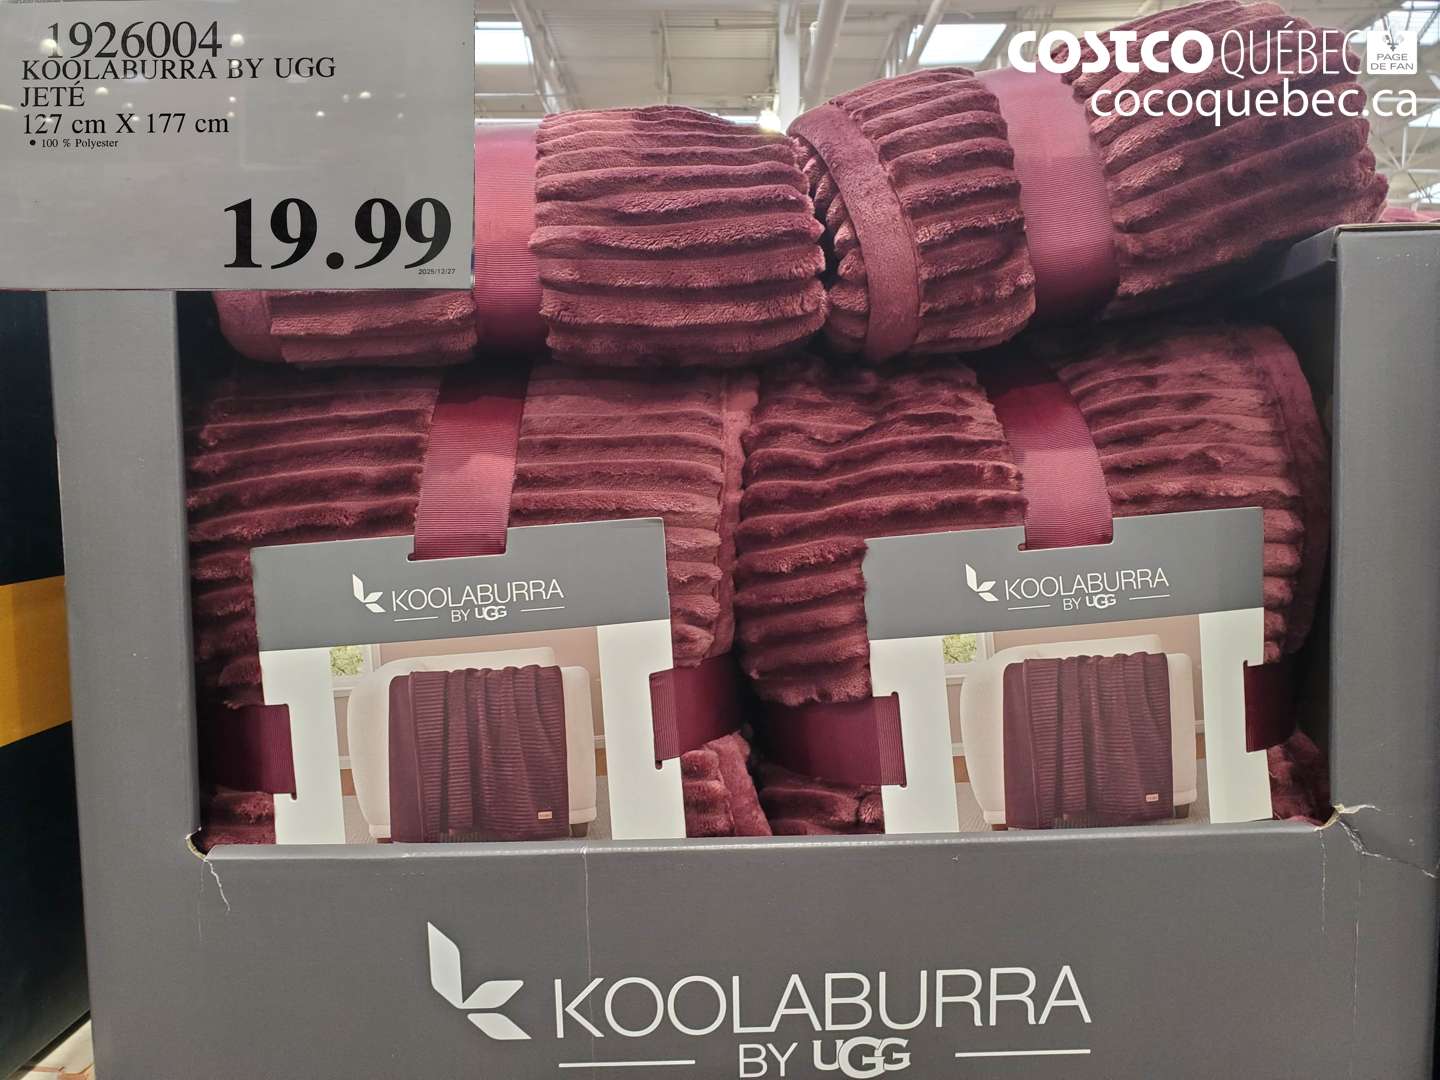 1926004
KOOLABURRA BY UGG
JETÉ
127 cm X 177 cm
• 100 % Polyester
19.99
2025/12/27
COSTCO QUÉBEC
PAGE
DE FAN
cocoquebec.ca
KOOLABURRA
BY UGG
KOOLABURRA
BY UGG
KOOLABURRA
BY UGG